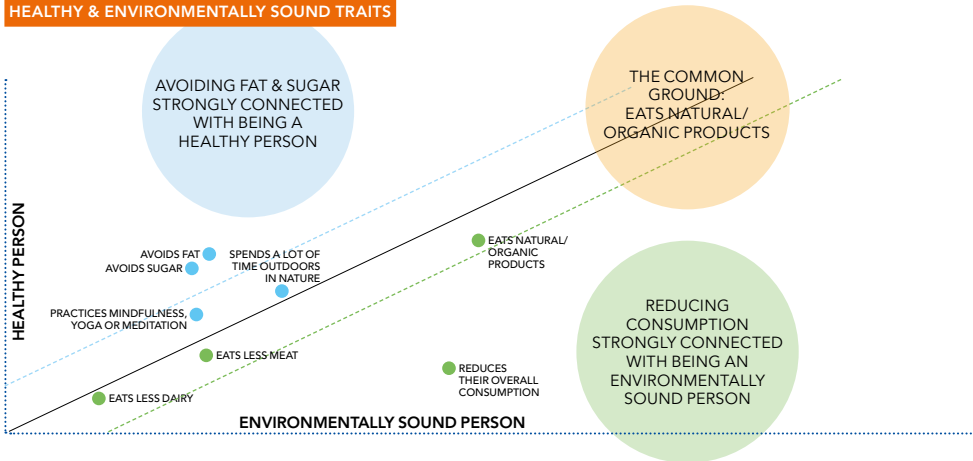 HEALTHY & ENVIRONMENTALLY SOUND TRAITS
AVOIDING FAT & SUGAR
STRONGLY CONNECTED
WITH BEING A
HEALTHY PERSON
THE COMMON
GROUND:
EATS NATURAL/
ORGANIC PRODUCTS
HEALTHY PERSON
AVOIDS FAT
AVOIDS SUGAR
SPENDS A LOT OF
TIME OUTDOORS
IN NATURE
EATS NATURAL/
ORGANIC
PRODUCTS
PRACTICES MINDFULNESS,
YOGA OR MEDITATION
EATS LESS MEAT
REDUCES
THEIR OVERALL
CONSUMPTION
EATS LESS DAIRY
REDUCING
CONSUMPTION
STRONGLY CONNECTED
WITH BEING AN
ENVIRONMENTALLY
SOUND PERSON
ENVIRONMENTALLY SOUND PERSON